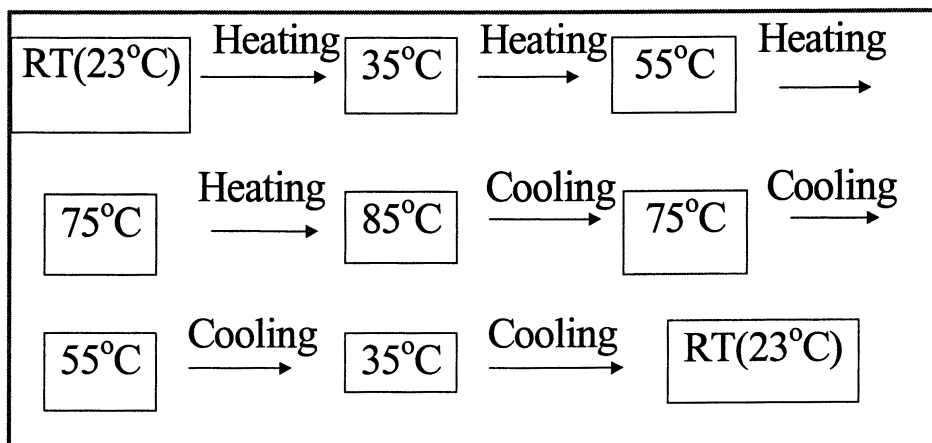 Heating Heating Heating
RT(23°C) 35°C 55°C
Heating Cooling Cooling
75°C 85°C 75°C
Cooling Cooling
55°C 35°C RT(23°C)